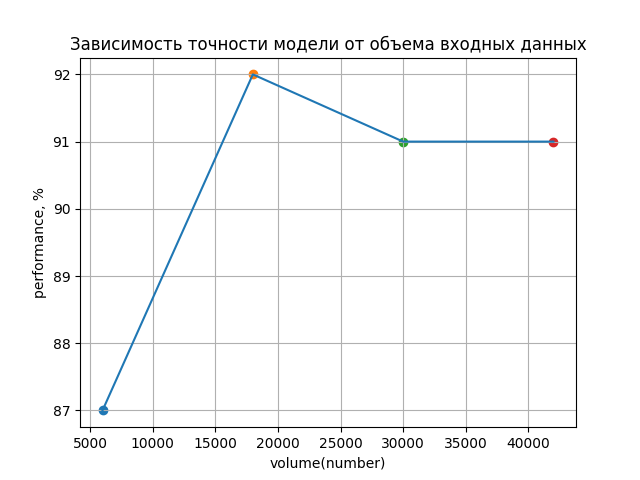 Зависимость точности модели от объема входных данных
92
91
90
89
88
87
performance, %
5000 10000 15000 20000 25000 30000 35000 40000
volume(number)